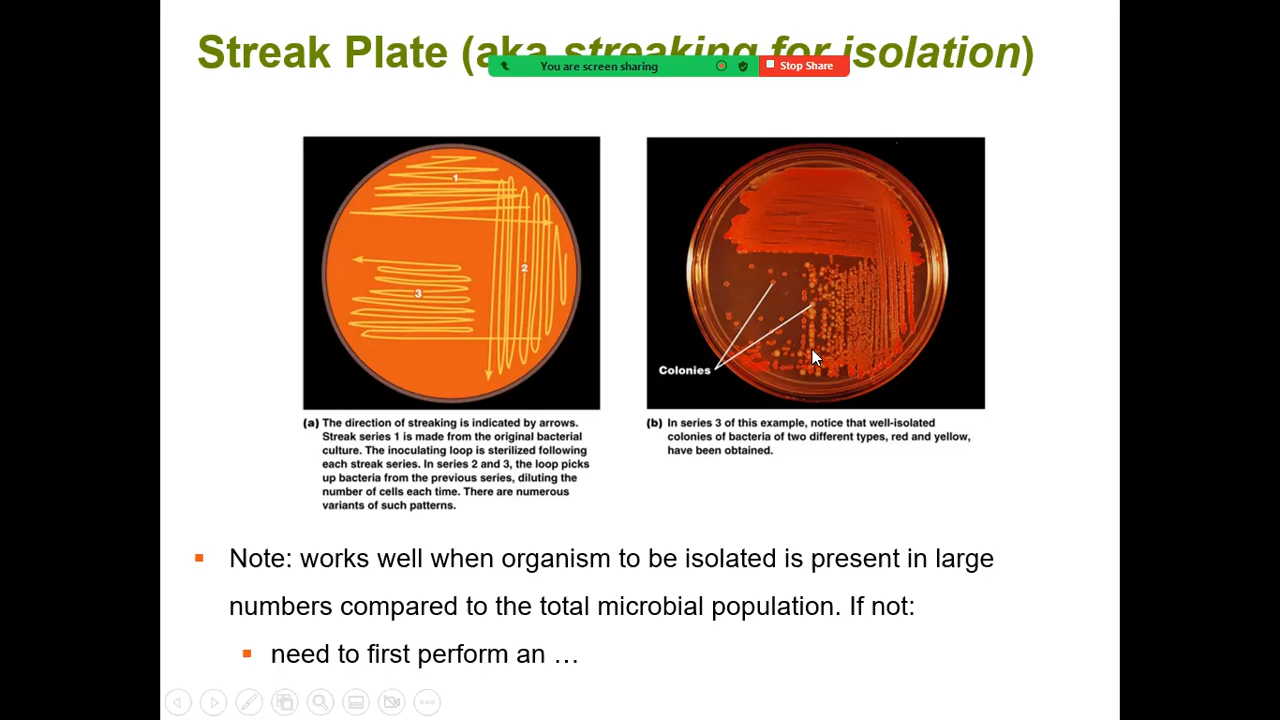 Streak Plate (aka streaking for isolation)
You are screen sharing
Stop Share
1
2
3
Colonies
(a) The direction of streaking is indicated by arrows.
Streak series 1 is made from the original bacterial
culture. The inoculating loop is sterilized following
each streak series. In series 2 and 3, the loop picks
up bacteria from the previous series, diluting the
number of cells each time. There are numerous
variants of such patterns.
(b) In series 3 of this example, notice that well-isolated
colonies of bacteria of two different types, red and yellow,
have been obtained.
Note: works well when organism to be isolated is present in large
numbers compared to the total microbial population. If not:
need to first perform an …